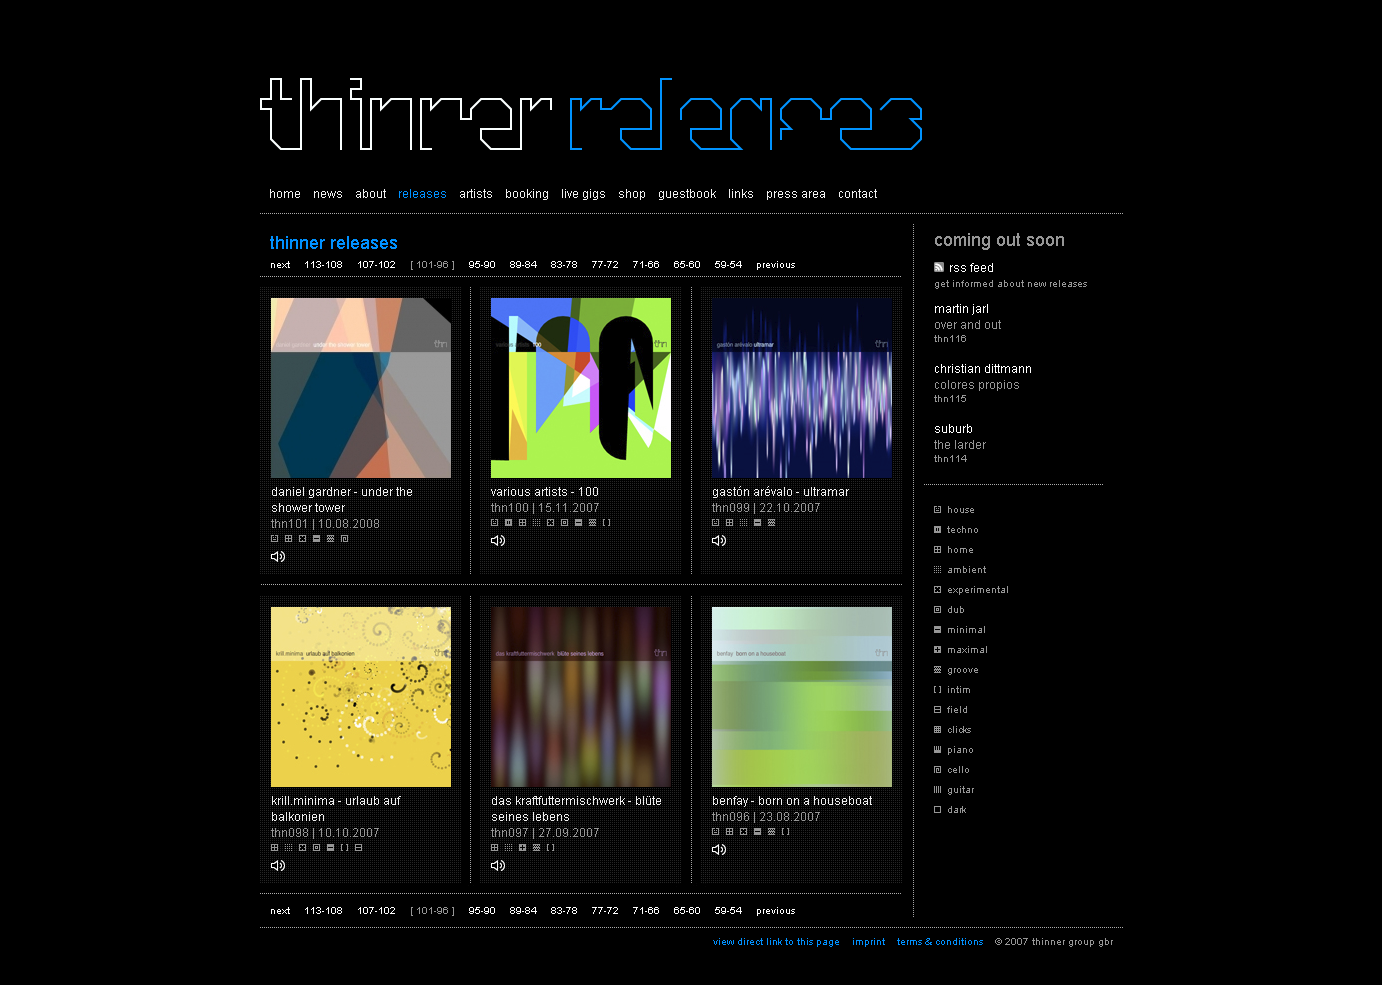 thinner releases
home news about releases artists booking live gigs shop guestbook links press area contact
thinner releases
next 113-108 107-102 [ 101-96 ] 95-90 89-84 83-78 77-72 71-66 65-60 59-54 previous
daniel gardner under the shower tower thn
various artists 100 thn
gastón arévalo ultramar thn
daniel gardner - under the
shower tower
thn101 | 10.08.2008
various artists - 100
thn100 | 15.11.2007
gastón arévalo - ultramar
thn099 | 22.10.2007
krill.minima urlaub auf balkonien thn
das kraftfuttermischwerk blüte seines lebens thn
benfay born on a houseboat thn
krill.minima - urlaub auf
balkonien
thn098 | 10.10.2007
das kraftfuttermischwerk - blüte
seines lebens
thn097 | 27.09.2007
benfay - born on a houseboat
thn096 | 23.08.2007
next 113-108 107-102 [ 101-96 ] 95-90 89-84 83-78 77-72 71-66 65-60 59-54 previous
coming out soon
rss feed
get informed about new releases
martin jarl
over and out
thn116
christian dittmann
colores propios
thn115
suburb
the larder
thn114
house
techno
home
ambient
experimental
dub
minimal
maximal
groove
intim
field
clicks
piano
cello
guitar
dark
view direct link to this page imprint terms & conditions © 2007 thinner group gbr